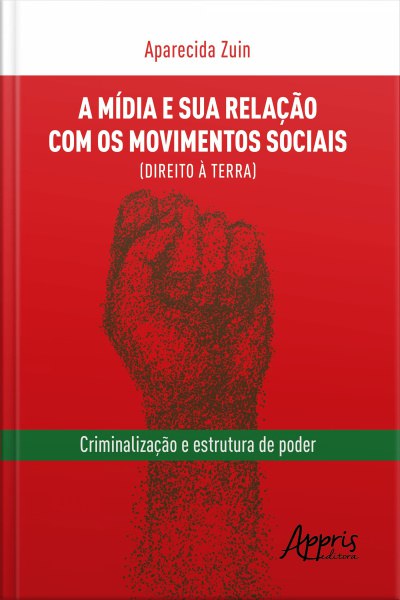 Aparecida Zuin
A MÍDIA E SUA RELAÇÃO
COM OS MOVIMENTOS SOCIAIS
(DIREITO À TERRA)
Criminalização e estrutura de poder
Appris
editora